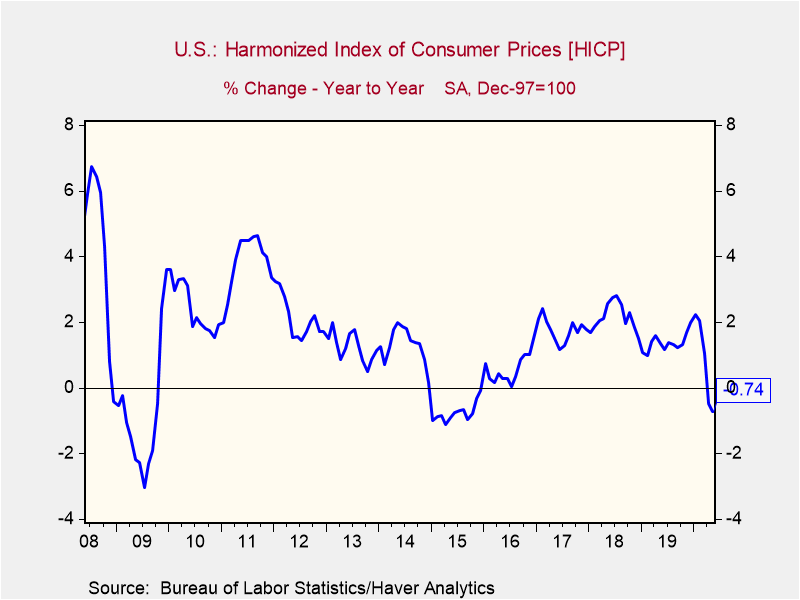 U.S.: Harmonized Index of Consumer Prices [HICP]
% Change - Year to Year SA, Dec-97=100
8 8
6 6
4 4
2 2
0 0
-0.74
-2 -2
-4 -4
08 09 10 11 12 13 14 15 16 17 18 19
Source: Bureau of Labor Statistics/Haver Analytics